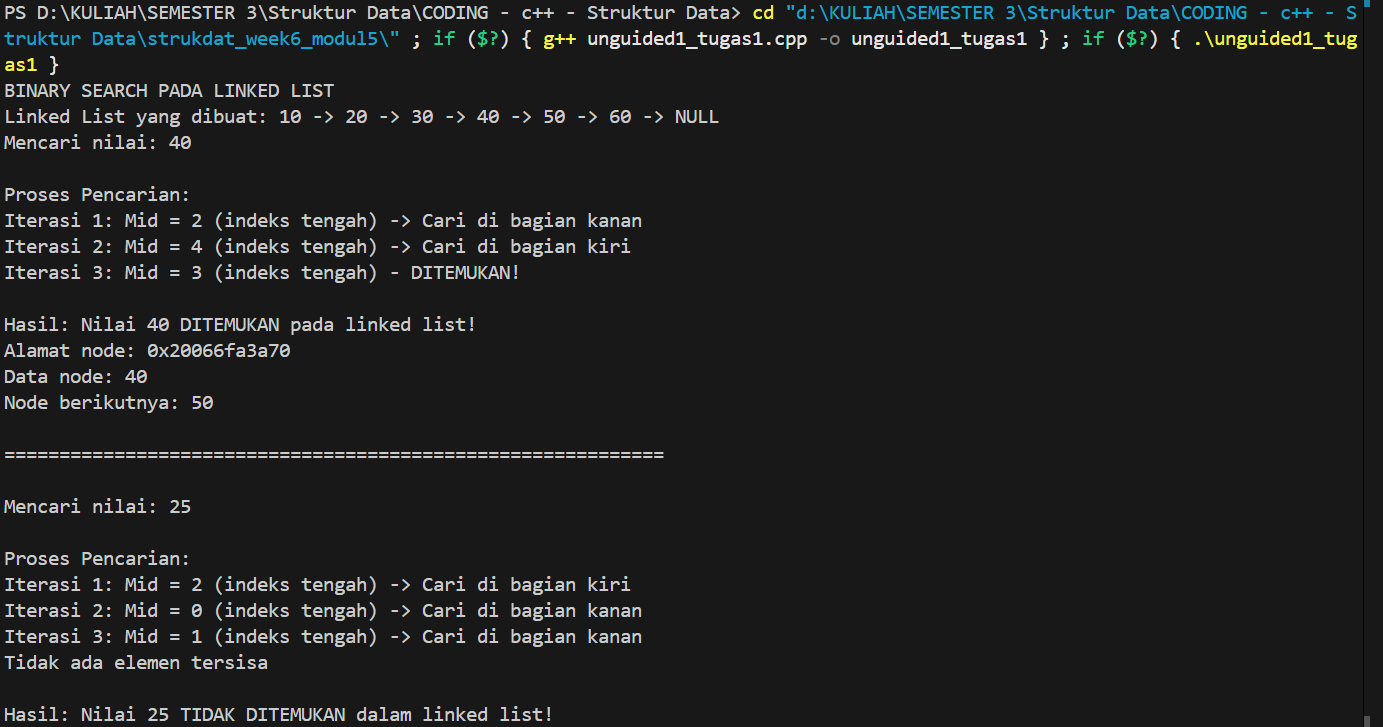 PS D:\KULIAH\SEMESTER 3\Struktur Data\CODING - c++ - Struktur Data> cd "d:\KULIAH\SEMESTER 3\Struktur Data\CODING - c++ - S
truktur Data\strukdat_week6_modul5\" ; if ($?) { g++ unguided1_tugas1.cpp -o unguided1_tugas1 } ; if ($?) { .\unguided1_tug
as1 }
BINARY SEARCH PADA LINKED LIST
Linked List yang dibuat: 10 -> 20 -> 30 -> 40 -> 50 -> 60 -> NULL
Mencari nilai: 40
Proses Pencarian:
Iterasi 1: Mid = 2 (indeks tengah) -> Cari di bagian kanan
Iterasi 2: Mid = 4 (indeks tengah) -> Cari di bagian kiri
Iterasi 3: Mid = 3 (indeks tengah) - DITEMUKAN!
Hasil: Nilai 40 DITEMUKAN pada linked list!
Alamat node: 0x20066fa3a70
Data node: 40
Node berikutnya: 50
============================================================
Mencari nilai: 25
Proses Pencarian:
Iterasi 1: Mid = 2 (indeks tengah) -> Cari di bagian kiri
Iterasi 2: Mid = 0 (indeks tengah) -> Cari di bagian kanan
Iterasi 3: Mid = 1 (indeks tengah) -> Cari di bagian kanan
Tidak ada elemen tersisa
Hasil: Nilai 25 TIDAK DITEMUKAN dalam linked list!